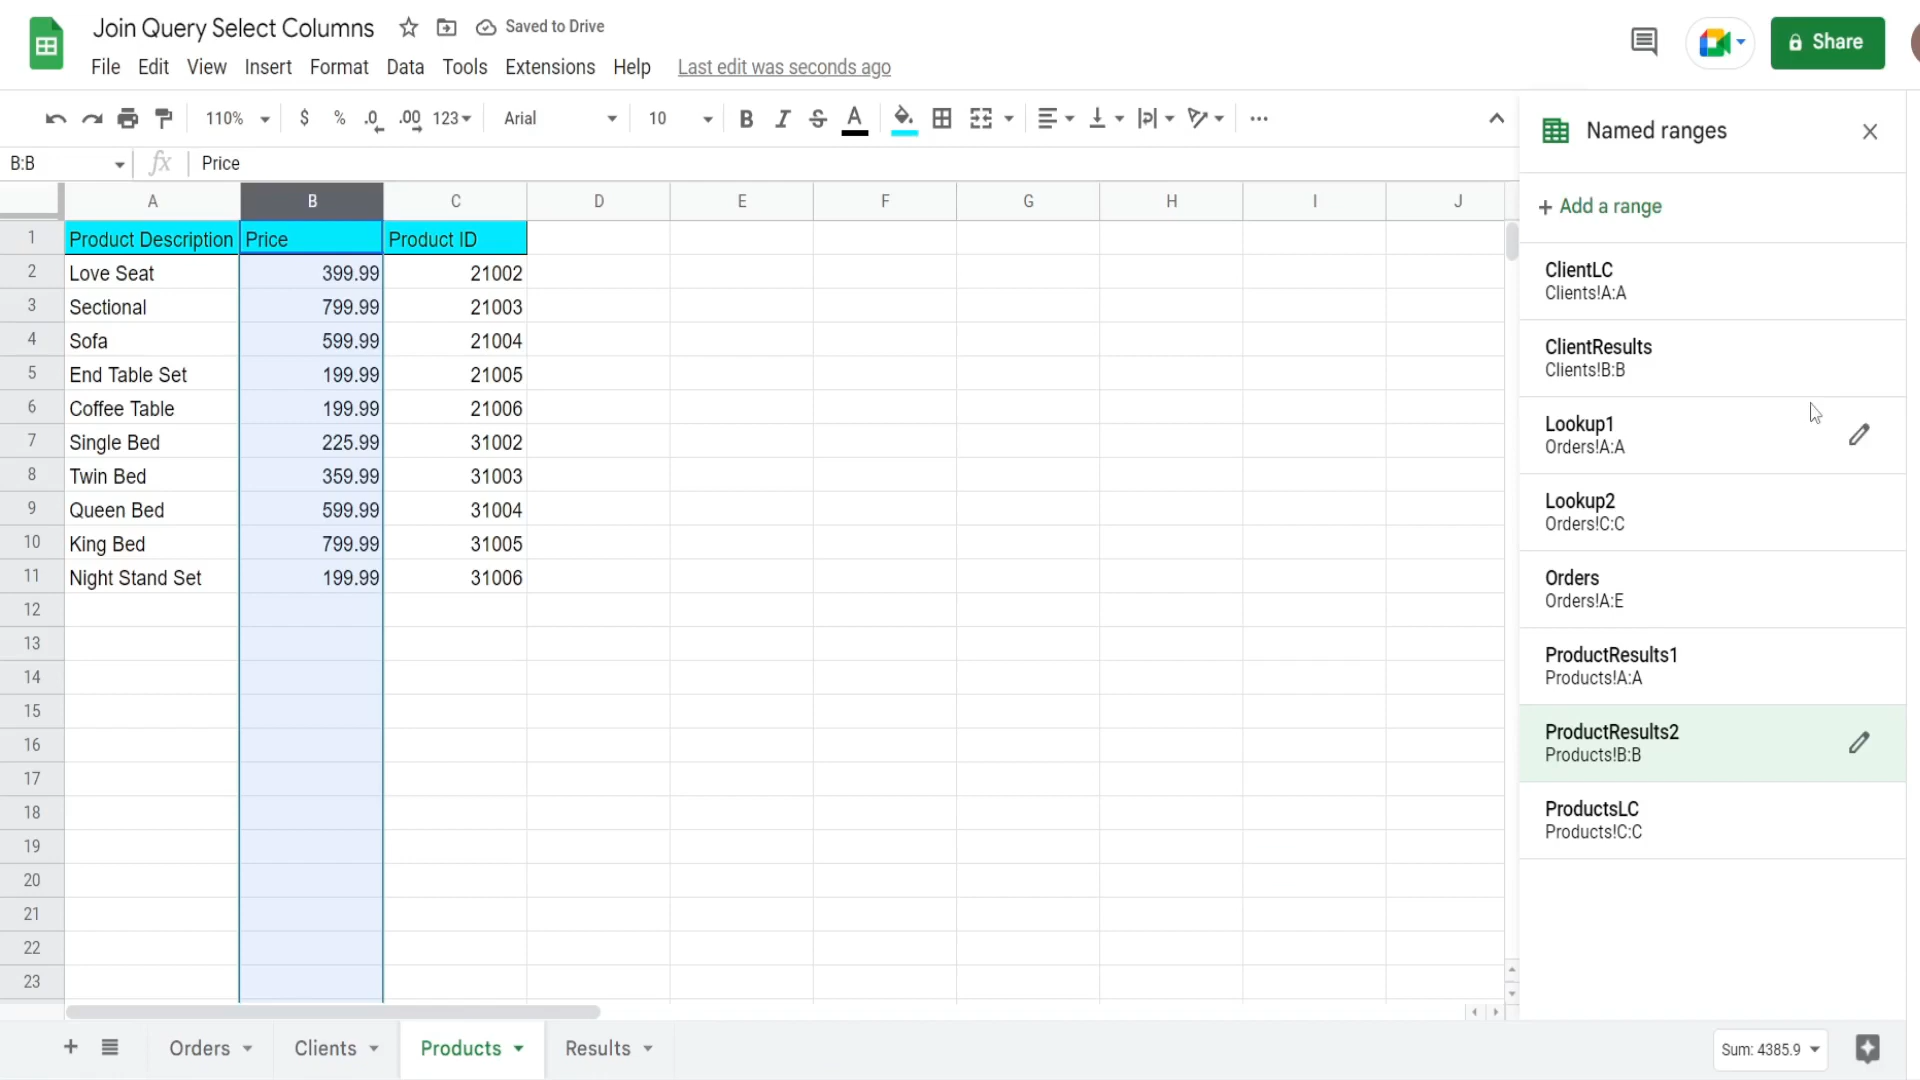 Join Query Select Columns Saved to Drive
File Edit View Insert Format Data Tools Extensions Help Last edit was seconds ago
Share
110% $ % .0 .00 123 Arial 10 B I S A
B:B fx Price
Named ranges
+ Add a range
ClientLC
Clients!A:A
ClientResults
Clients!B:B
Lookup1
Orders!A:A
Lookup2
Orders!C:C
Orders
Orders!A:E
ProductResults1
Products!A:A
ProductResults2
Products!B:B
ProductsLC
Products!C:C
A B C D E F G H I J
1 Product Description Price Product ID
2 Love Seat 399.99 21002
3 Sectional 799.99 21003
4 Sofa 599.99 21004
5 End Table Set 199.99 21005
6 Coffee Table 199.99 21006
7 Single Bed 225.99 31002
8 Twin Bed 359.99 31003
9 Queen Bed 599.99 31004
10 King Bed 799.99 31005
11 Night Stand Set 199.99 31006
12
13
14
15
16
17
18
19
20
21
22
23
+ Orders Clients Products Results Sum: 4385.9